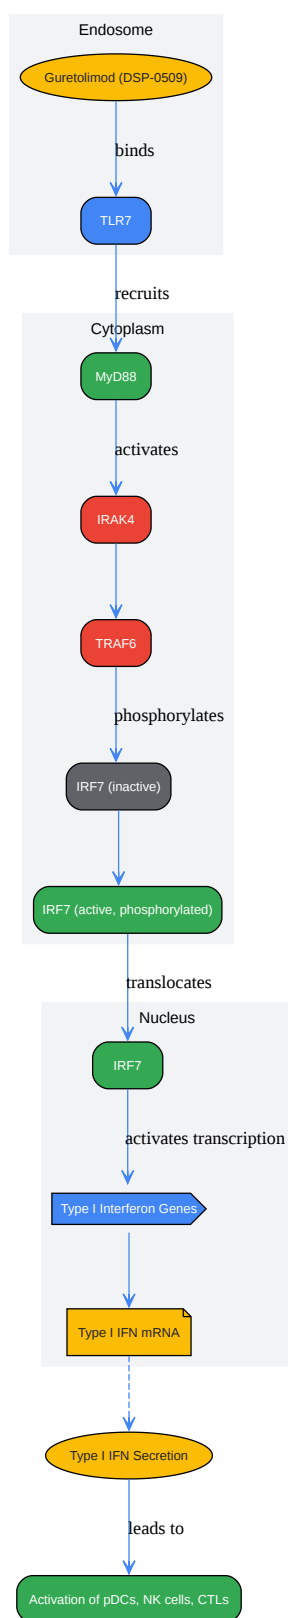 Endosome
Guretolimod (DSP-0509)
binds
TLR7
recruits
Cytoplasm
MyD88
activates
IRAK4
TRAF6
phosphorylates
IRF7 (inactive)
IRF7 (active, phosphorylated)
translocates
Nucleus
IRF7
activates transcription
Type I Interferon Genes
Type I IFN mRNA
Type I IFN Secretion
leads to
Activation of pDCs, NK cells, CTLs